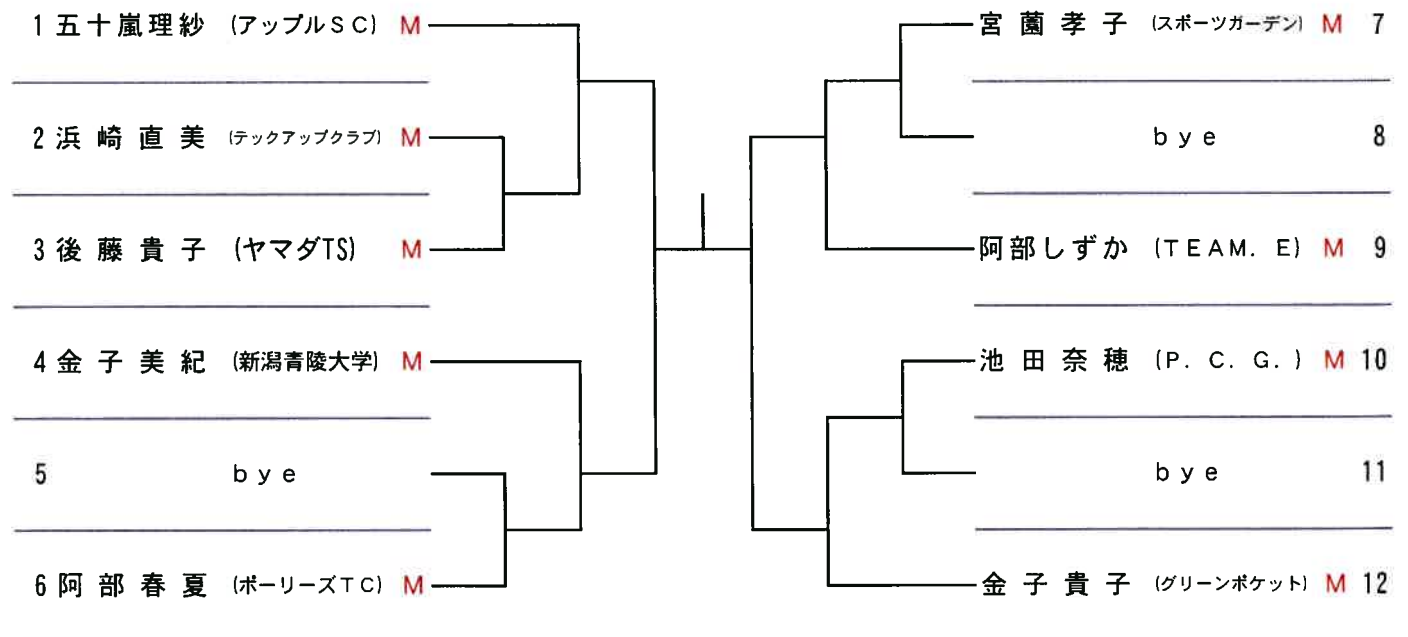 1 五十嵐理紗 (アップルSC) M
2 浜崎直美 (テックアップクラブ) M
3 後藤貴子 (ヤマダTS) M
4 金子美紀 (新潟青陵大学) M
5 bye
6 阿部春夏 (ポーリーズTC) M
宮薗孝子 (スポーツガーデン) M 7
bye 8
阿部しずか (TEAM. E) M 9
池田奈穂 (P. C. G. ) M 10
bye 11
金子貴子 (グリーンポケット) M 12